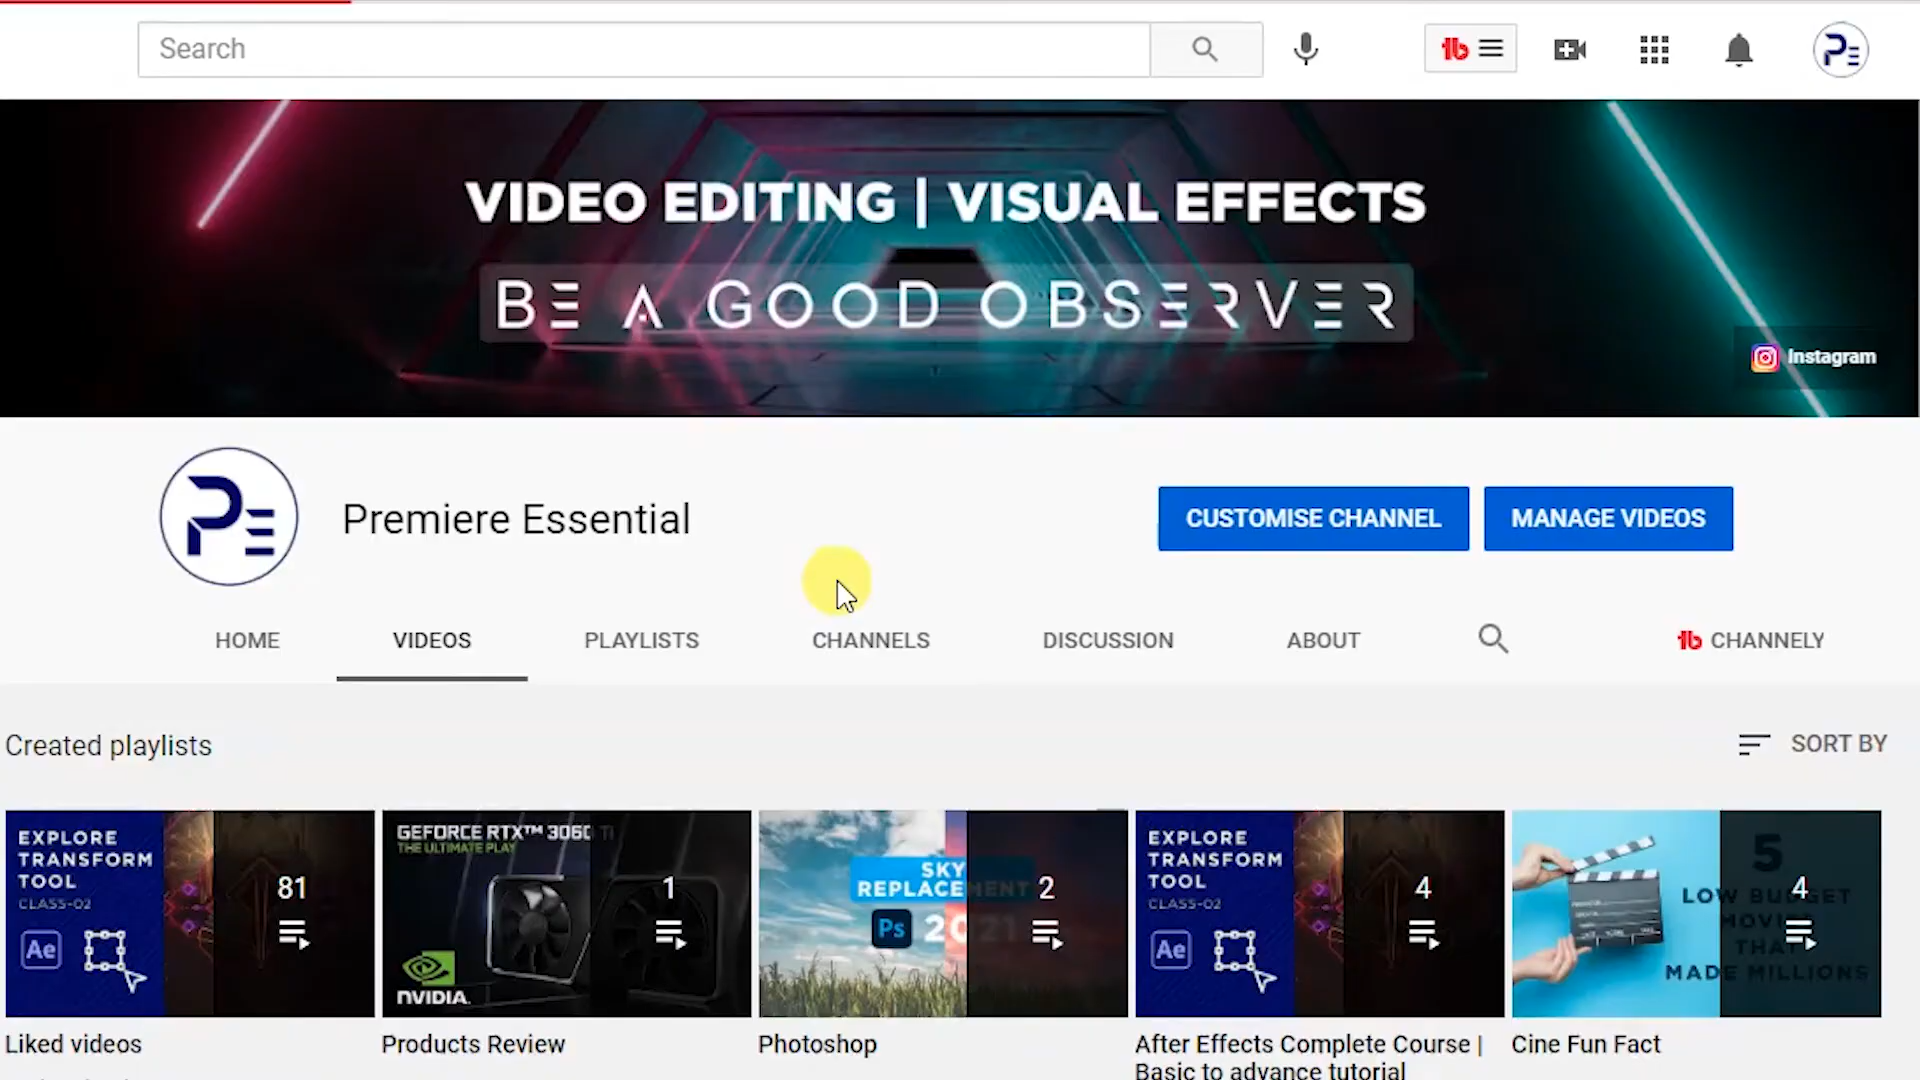 Search
VIDEO EDITING | VISUAL EFFECTS
BE A GOOD OBSERVER
Instagram
PE
Premiere Essential
CUSTOMISE CHANNEL
MANAGE VIDEOS
HOME
VIDEOS
PLAYLISTS
CHANNELS
DISCUSSION
ABOUT
CHANNELY
Created playlists
SORT BY
EXPLORE
TRANSFORM
TOOL
CLASS-02
Ae
81
GEFORCE RTX™ 3060 TI
THE ULTIMATE PLAY
NVIDIA.
1
SKY
REPLACEMENT
Ps 2021
2
EXPLORE
TRANSFORM
TOOL
CLASS-02
Ae
4
5
LOW BUDGET
MOVIES
THAT
MADE MILLIONS
4
Liked videos
Products Review
Photoshop
After Effects Complete Course |
Basic to advance tutorial
Cine Fun Fact